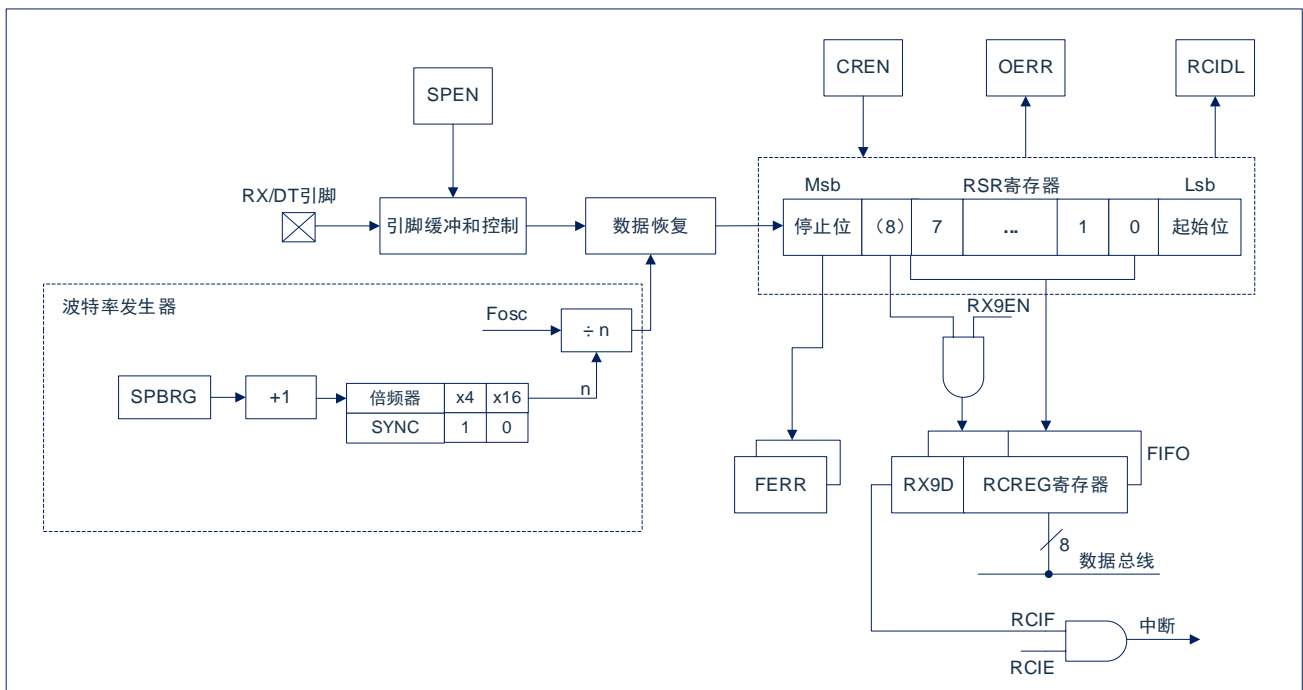 CREN
OERR
RCIDL
SPEN
Msb
RSR寄存器
Lsb
RX/DT引脚
引脚缓冲和控制
数据恢复
停止位
（8）
7
...
1
0
起始位
波特率发生器
Fosc
÷ n
RX9EN
SPBRG
+1
倍频器
x4
x16
n
SYNC
1
0
FIFO
FERR
RX9D
RCREG寄存器
8
数据总线
RCIF
中断
RCIE